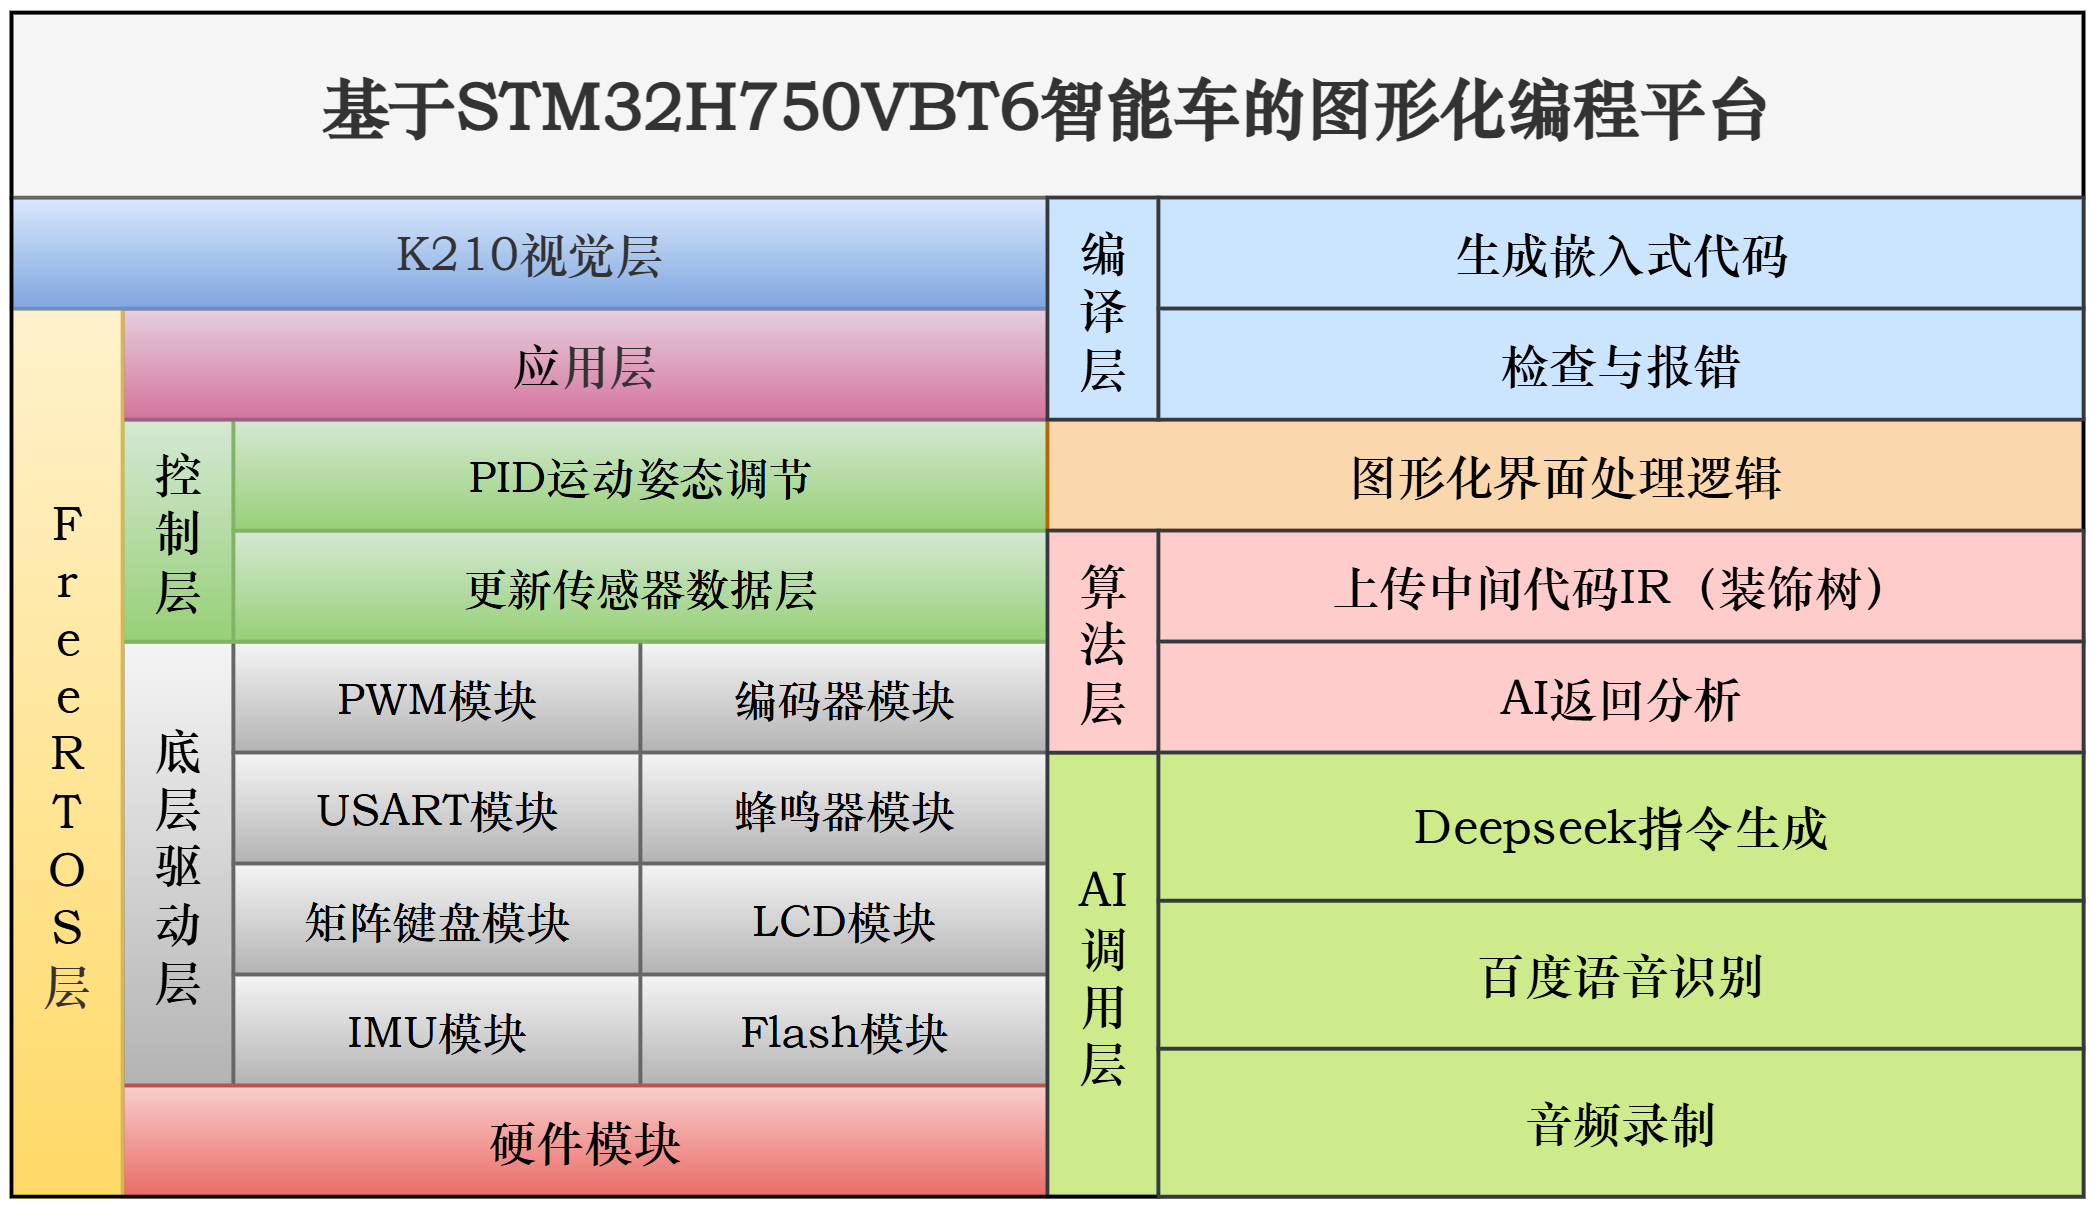 基于STM32H750VBT6智能车的图形化编程平台
K210视觉层
FreeRTOS层
应用层
控制层
PID运动姿态调节
更新传感器数据层
底层驱动层
PWM模块
编码器模块
USART模块
蜂鸣器模块
矩阵键盘模块
LCD模块
IMU模块
Flash模块
硬件模块
编译层
生成嵌入式代码
检查与报错
图形化界面处理逻辑
算法层
上传中间代码IR（装饰树）
AI返回分析
AI调用层
Deepseek指令生成
百度语音识别
音频录制